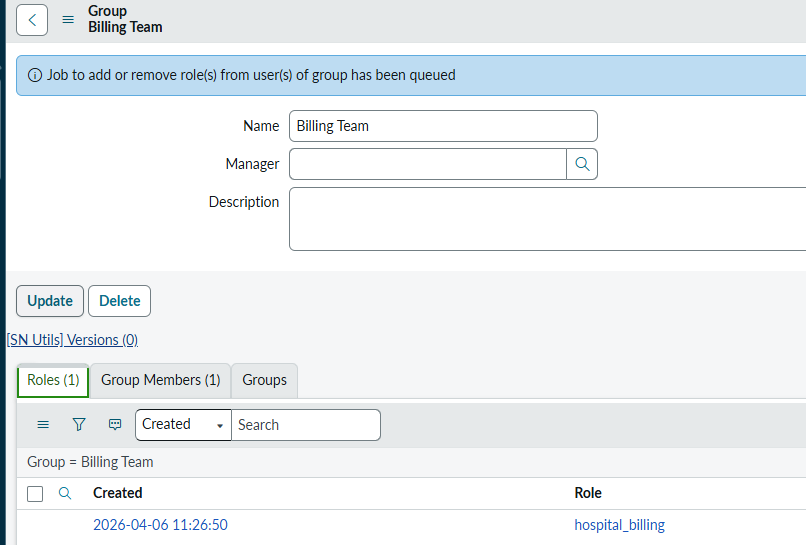 Group
Billing Team
Job to add or remove role(s) from user(s) of group has been queued
Name Billing Team
Manager
Description
Update Delete
[SN Utils] Versions (0)
Roles (1) Group Members (1) Groups
Created Search
Group = Billing Team
Created Role
2026-04-06 11:26:50 hospital_billing